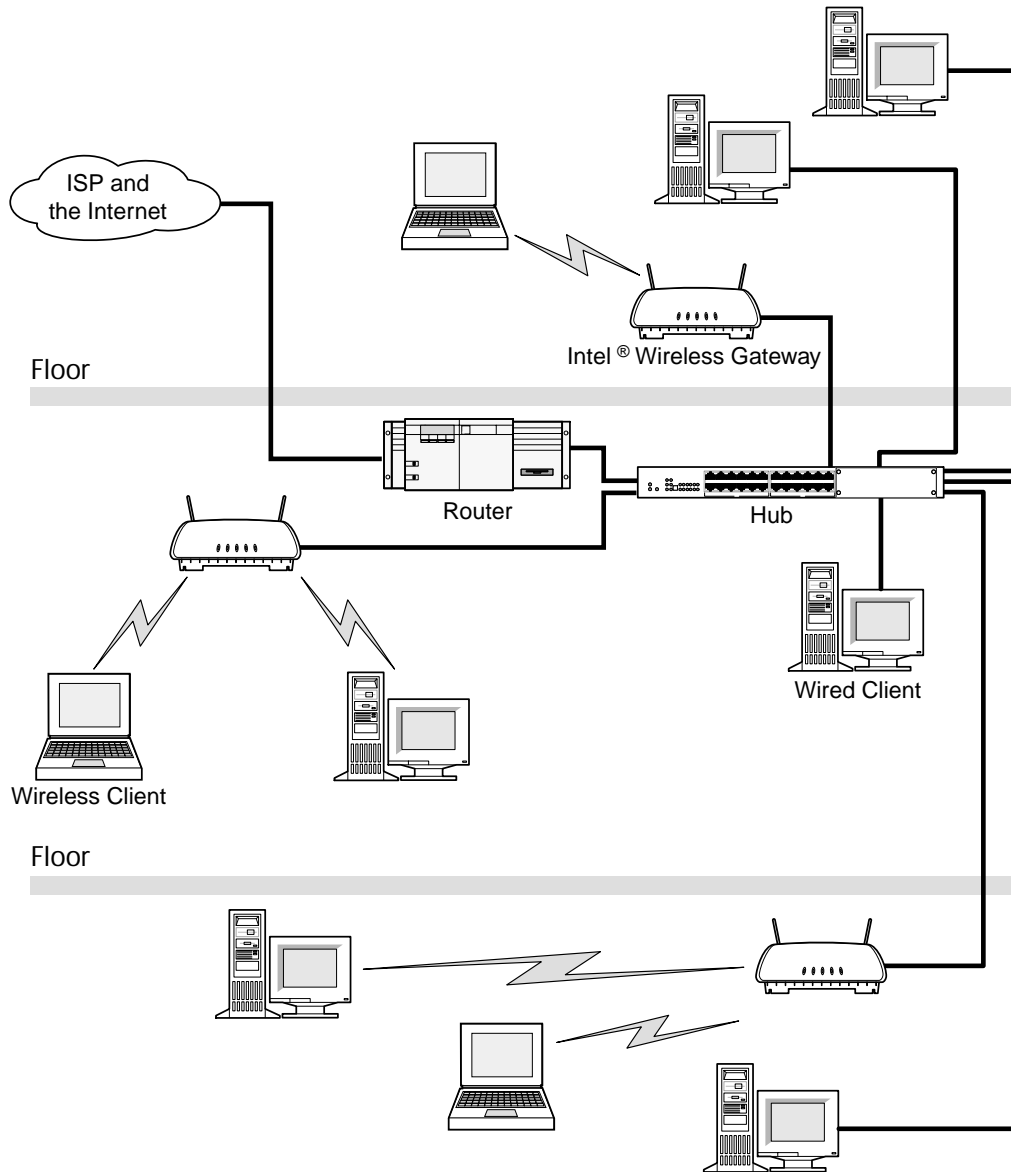 ISP and
the Internet
Intel ® Wireless Gateway
Floor
Router
Hub
Wired Client
Wireless Client
Floor